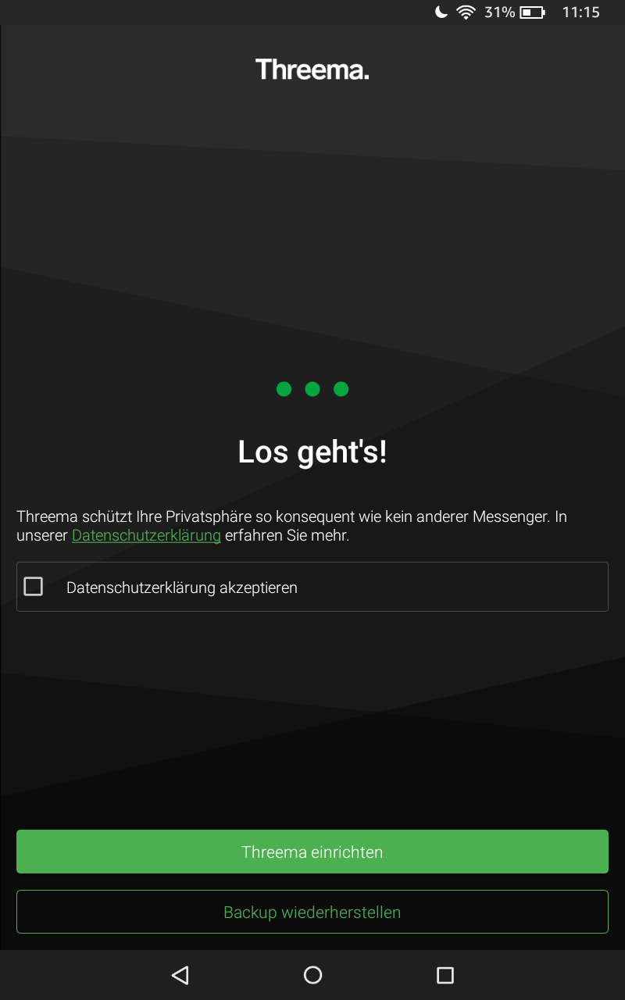 31% 11:15
Threema.
Los geht's!
Threema schützt Ihre Privatsphäre so konsequent wie kein anderer Messenger. In
unserer Datenschutzerklärung erfahren Sie mehr.
Datenschutzerklärung akzeptieren
Threema einrichten
Backup wiederherstellen